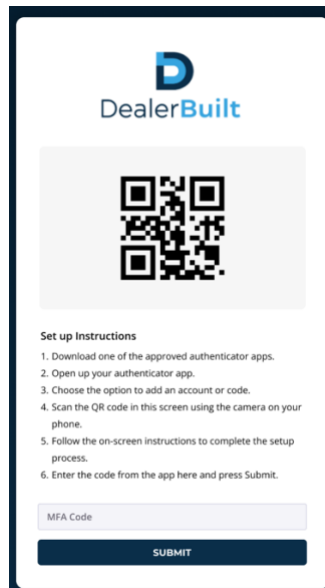 DealerBuilt
Set up Instructions
1. Download one of the approved authenticator apps.
2. Open up your authenticator app.
3. Choose the option to add an account or code.
4. Scan the QR code in this screen using the camera on your
phone.
5. Follow the on-screen instructions to complete the setup
process.
6. Enter the code from the app here and press Submit.
MFA Code
SUBMIT